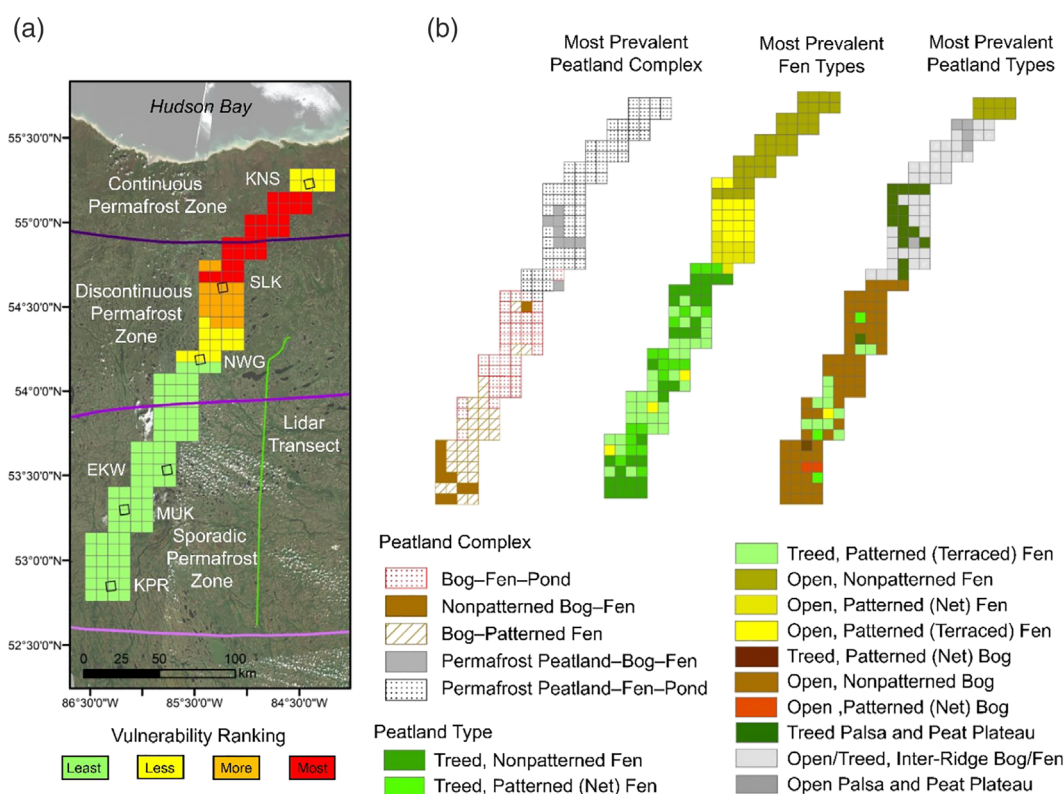 (a)
(b)
Most Prevalent
Peatland Complex
Most Prevalent
Fen Types
Most Prevalent
Peatland Types
Hudson Bay
55°30'0"N
KNS
Continuous
Permafrost Zone
55°0'0"N
SLK
54°30'0"N
Discontinuous
Permafrost
Zone
NWG
54°0'0"N
Lidar
Transect
53°30'0"N
EKW
MUK
Sporadic
Permafrost
Zone
53°0'0"N
KPR
52°30'0"N
0 25 50 100
km
86°30'0"W 85°30'0"W 84°30'0"W
Vulnerability Ranking
Least Less More Most
Peatland Complex
Bog–Fen–Pond
Nonpatterned Bog–Fen
Bog–Patterned Fen
Permafrost Peatland–Bog–Fen
Permafrost Peatland–Fen–Pond
Peatland Type
Treed, Nonpatterned Fen
Treed, Patterned (Net) Fen
Treed, Patterned (Terraced) Fen
Open, Nonpatterned Fen
Open, Patterned (Net) Fen
Open, Patterned (Terraced) Fen
Treed, Patterned (Net) Bog
Open, Nonpatterned Bog
Open ,Patterned (Net) Bog
Treed Palsa and Peat Plateau
Open/Treed, Inter-Ridge Bog/Fen
Open Palsa and Peat Plateau